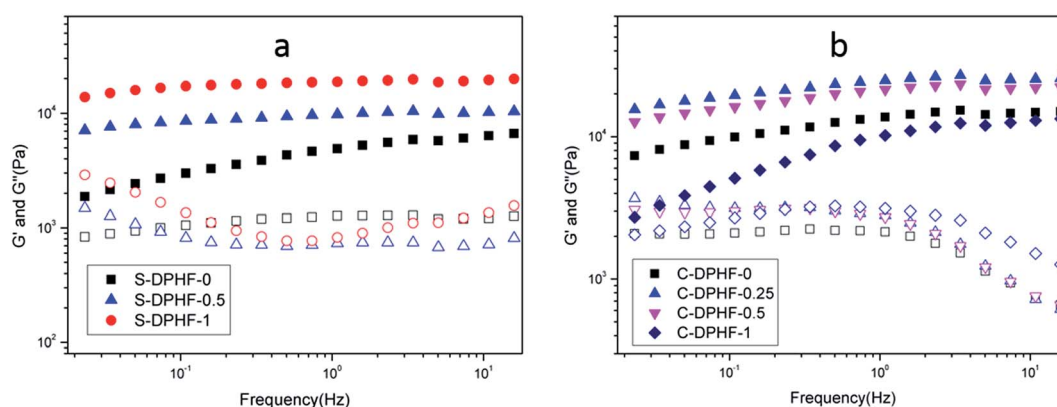 a
G' and G''(Pa)
10^4
10^3
10^2
S-DPHF-0
S-DPHF-0.5
S-DPHF-1
10^-1
10^0
10^1
Frequency(Hz)
b
G' and G''(Pa)
10^4
10^3
C-DPHF-0
C-DPHF-0.25
C-DPHF-0.5
C-DPHF-1
10^-1
10^0
10^1
Frequency(Hz)